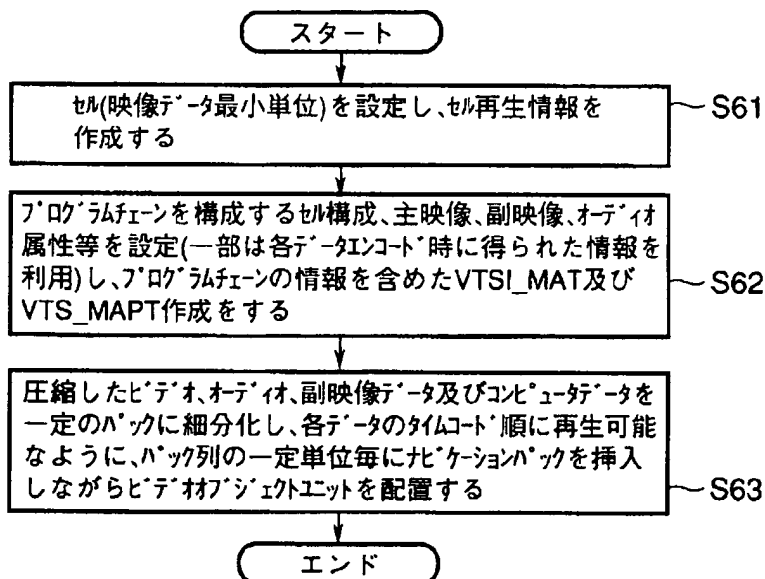 スタート
ｾﾙ(映像ﾃﾞｰﾀ最小単位)を設定し、ｾﾙ再生情報を
作成する
S61
ﾌﾟﾛｸﾞﾗﾑﾁｪｰﾝを構成するｾﾙ構成、主映像、副映像、ｵｰﾃﾞｨｵ
属性等を設定(一部は各ﾃﾞｰﾀｴﾝｺｰﾄﾞ時に得られた情報を
利用)し、ﾌﾟﾛｸﾞﾗﾑﾁｪｰﾝの情報を含めたVTSI_MAT及び
VTS_MAPT作成をする
S62
圧縮したﾋﾞﾃﾞｵ、ｵｰﾃﾞｨｵ、副映像ﾃﾞｰﾀ及びｺﾝﾋﾟｭｰﾀﾃﾞｰﾀを
一定のﾊﾟｯｸに細分化し、各ﾃﾞｰﾀのﾀｲﾑｺｰﾄﾞ順に再生可能
なように、ﾊﾟｯｸ列の一定単位毎にﾅﾋﾞｹﾞｰｼｮﾝﾊﾟｯｸを挿入
しながらﾋﾞﾃﾞｵｵﾌﾞｼﾞｪｸﾄﾕﾆｯﾄを配置する
S63
エンド